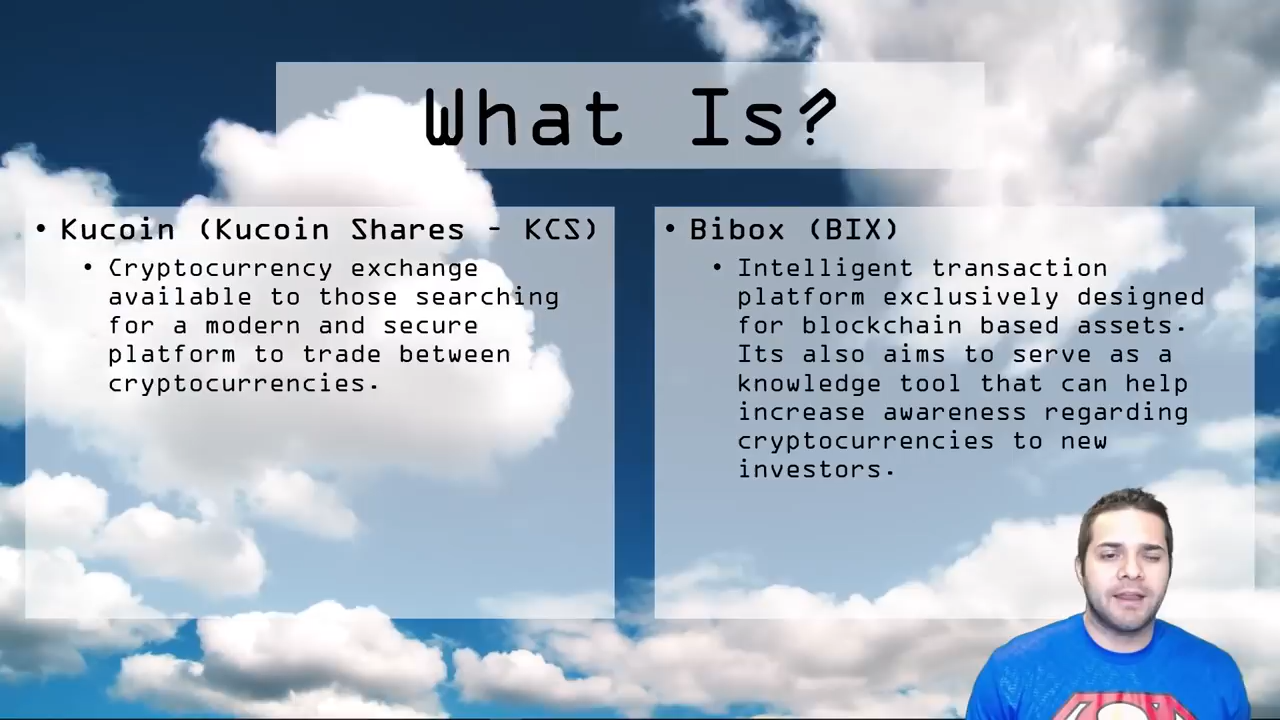 What Is?
• Kucoin (Kucoin Shares - KCS)
• Cryptocurrency exchange
available to those searching
for a modern and secure
platform to trade between
cryptocurrencies.
• Bibox (BIX)
• Intelligent transaction
platform exclusively designed
for blockchain based assets.
Its also aims to serve as a
knowledge tool that can help
increase awareness regarding
cryptocurrencies to new
investors.